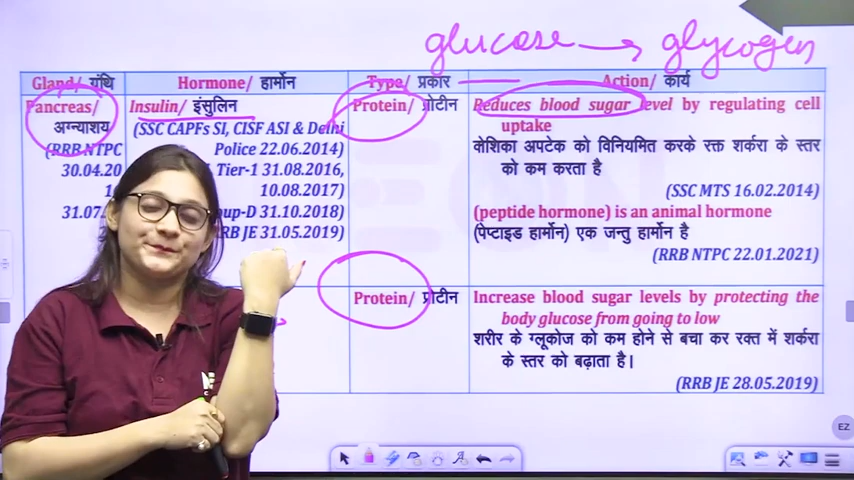 glucose → glycogen
Gland/ ग्रंथि Hormone/ हार्मोन Type/ प्रकार Action/ कार्य
Pancreas/
अग्न्याशय
(RRB NTPC
30.04.20
31.07.
Insulin/ इंसुलिन
(SSC CAPFs SI, CISF ASI & Delhi
Police 22.06.2014)
Tier-1 31.08.2016,
10.08.2017)
31.10.2018)
JE 31.05.2019)
Protein/ प्रोटीन
Reduces blood sugar level by regulating cell
uptake
कोशिका अपटेक को विनियमित करके रक्त शर्करा के स्तर
को कम करता है
(SSC MTS 16.02.2014)
(peptide hormone) is an animal hormone
(पेप्टाइड हार्मोन) एक जन्तु हार्मोन है
(RRB NTPC 22.01.2021)
Protein/ प्रोटीन
Increase blood sugar levels by protecting the
body glucose from going to low
शरीर के ग्लूकोज को कम होने से बचा कर रक्त में शर्करा
के स्तर को बढ़ाता है।
(RRB JE 28.05.2019)
EZ